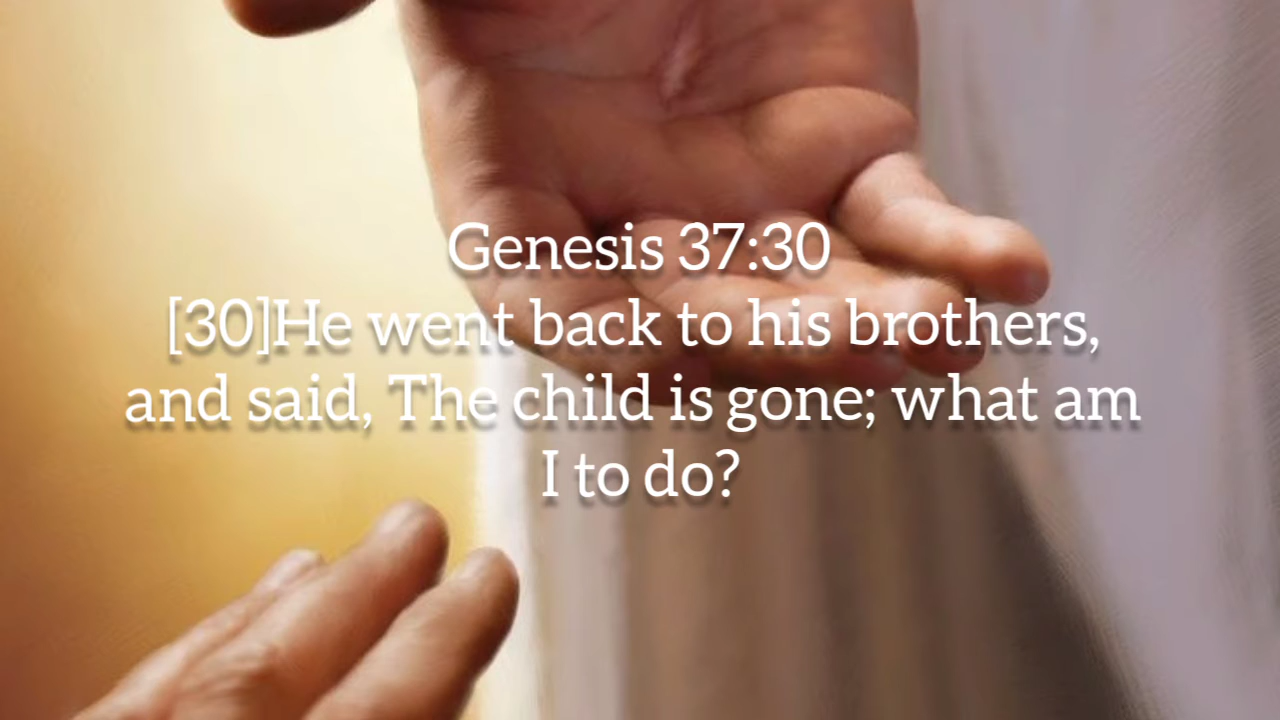 Genesis 37:30
[30]He went back to his brothers,
and said, The child is gone; what am
I to do?